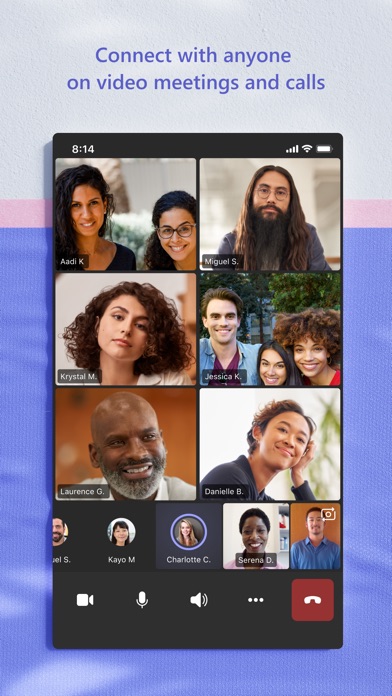 Connect with anyone
on video meetings and calls
8:14
Aadi K
Miguel S.
Krystal M.
Jessica K.
Laurence G.
Danielle B.
uel S.
Kayo M
Charlotte C.
Serena D.